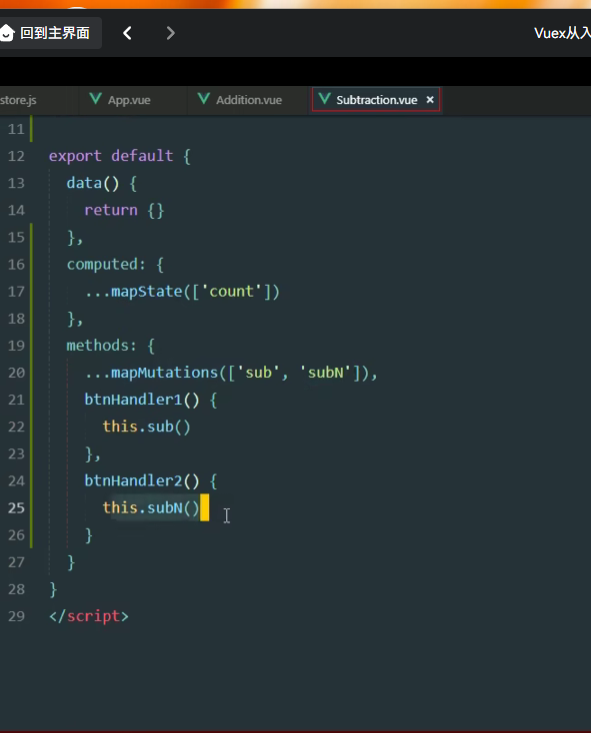 回到主界面
Vuex从入
store.js
App.vue
Addition.vue
Subtraction.vue ×
11
12 export default {
13 data() {
14 return {}
15 },
16 computed: {
17 ...mapState(['count'])
18 },
19 methods: {
20 ...mapMutations(['sub', 'subN']),
21 btnHandler1() {
22 this.sub()
23 },
24 btnHandler2() {
25 this.subN()
26 }
27 }
28 }
29 </script>